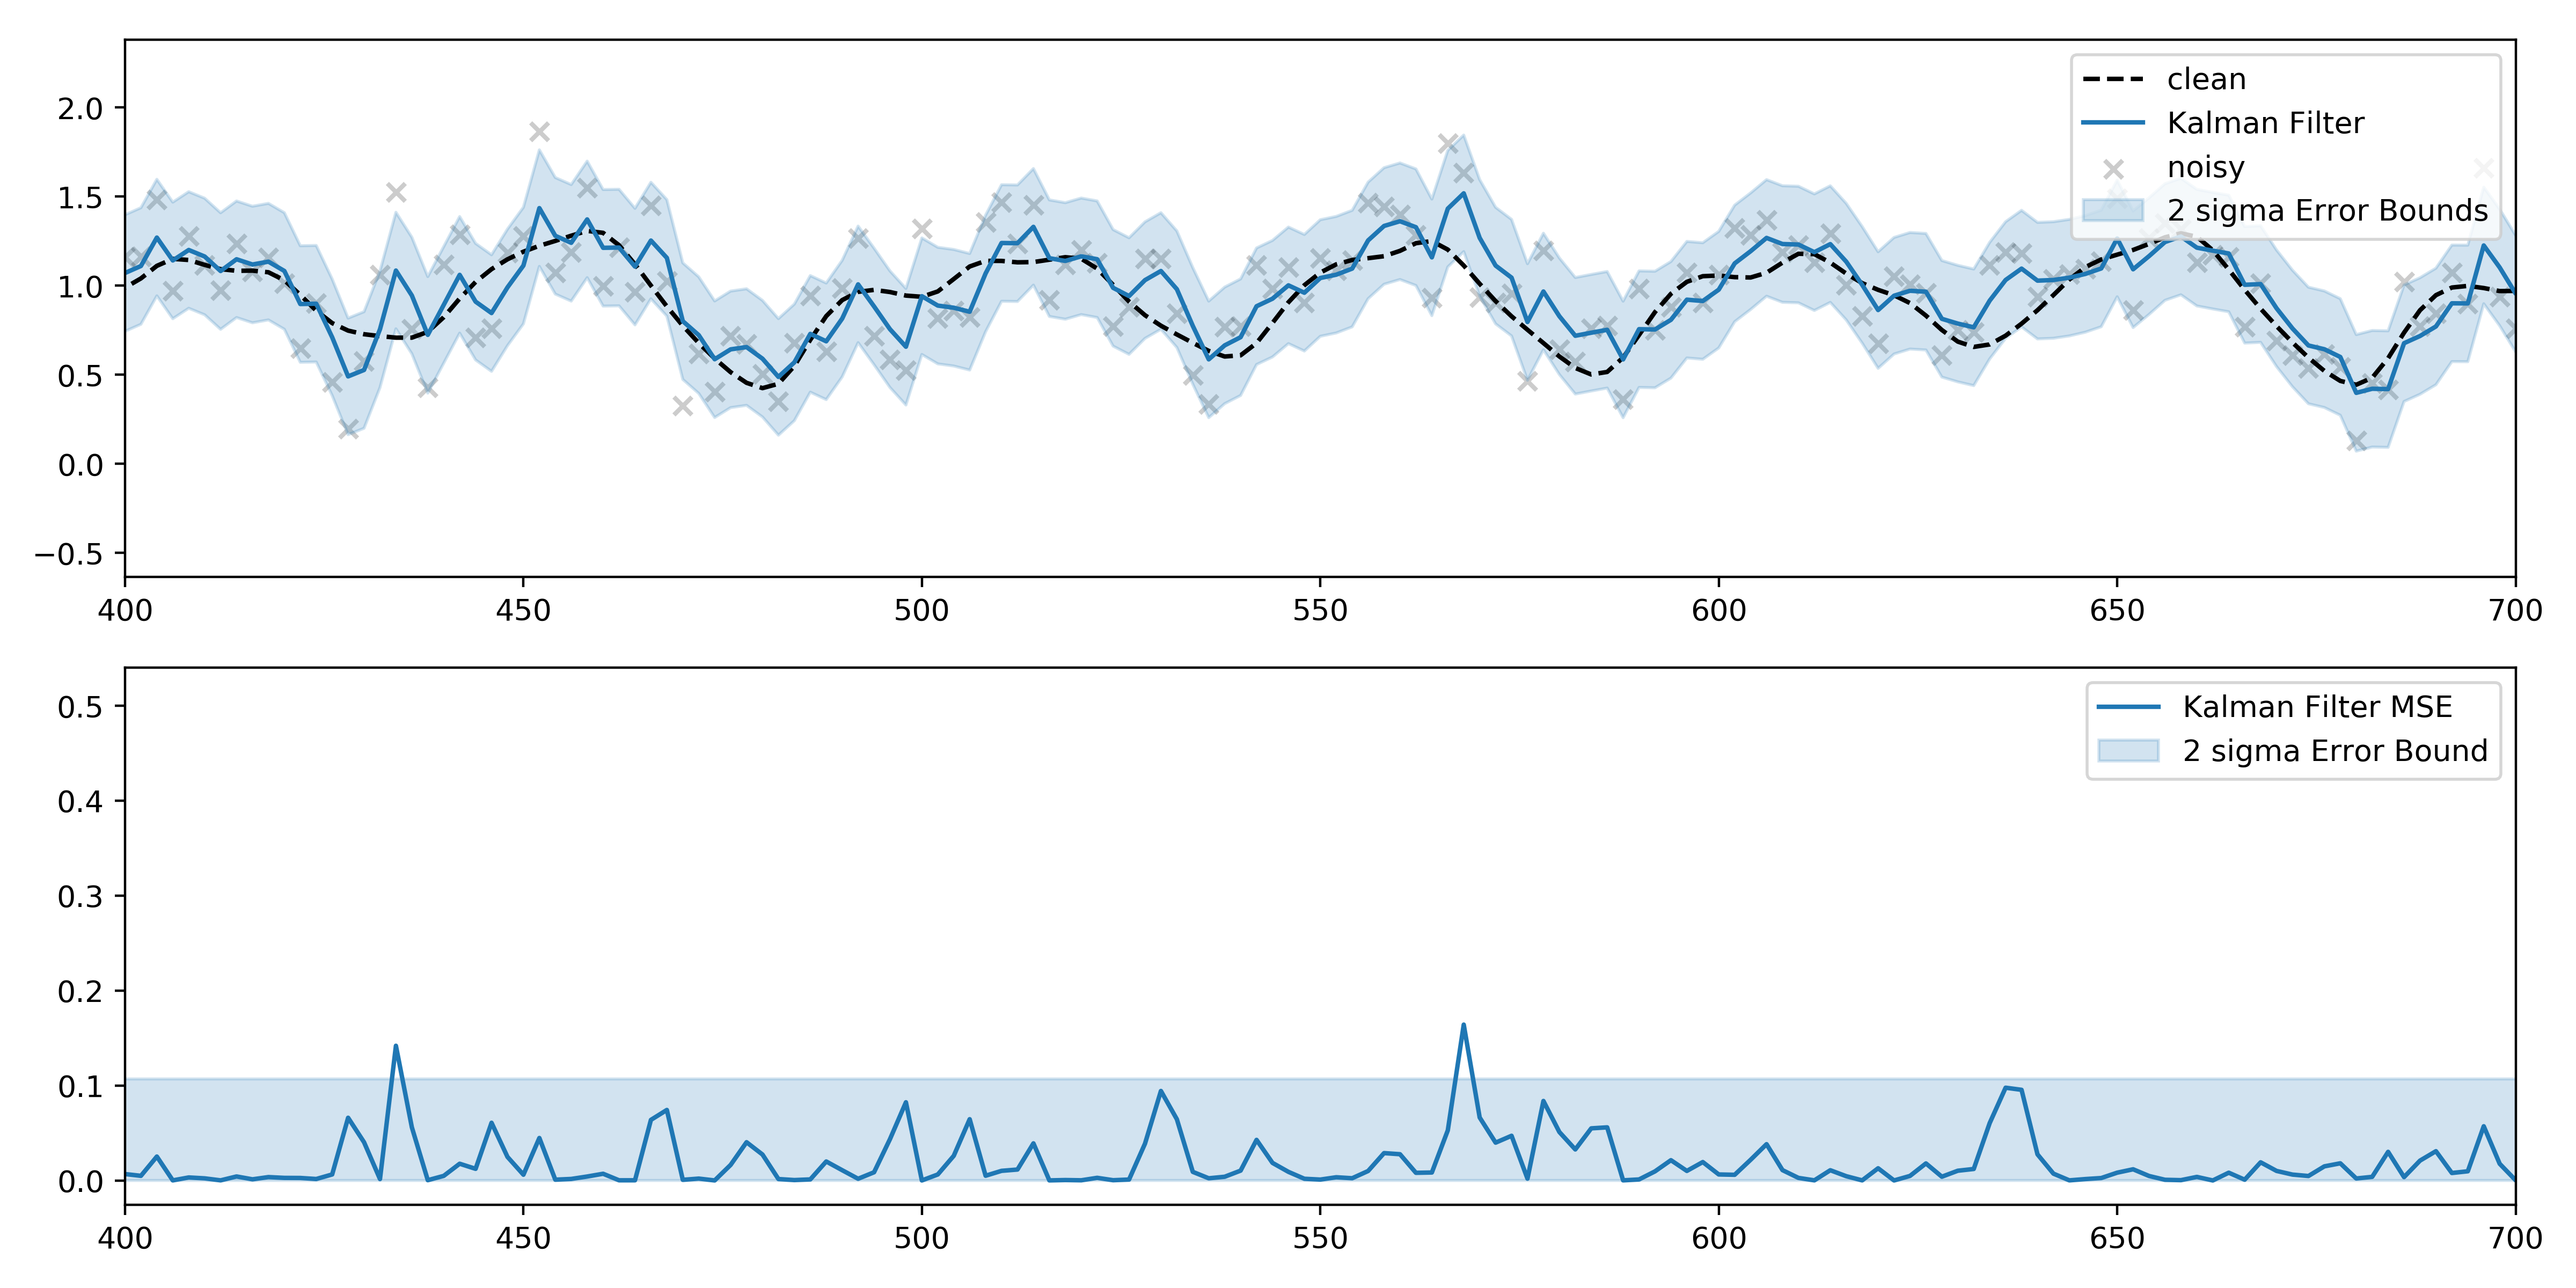 2.0
1.5
1.0
0.5
0.0
−0.5
400 450 500 550 600 650 700
clean
Kalman Filter
noisy
2 sigma Error Bounds
0.5
0.4
0.3
0.2
0.1
0.0
400 450 500 550 600 650 700
Kalman Filter MSE
2 sigma Error Bound